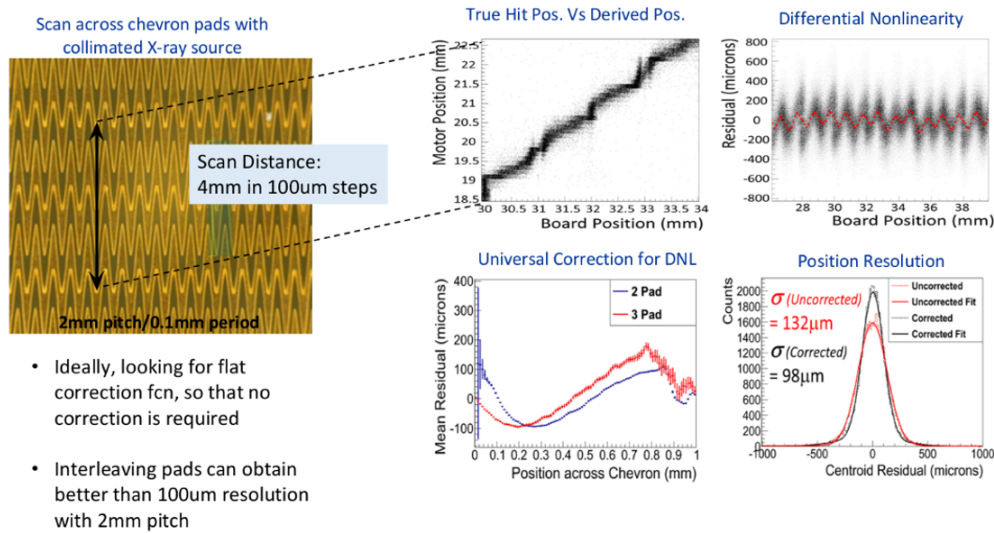 Scan across chevron pads with
collimated X-ray source
Scan Distance:
4mm in 100um steps
2mm pitch/0.1mm period
• Ideally, looking for flat
correction fcn, so that no
correction is required
• Interleaving pads can obtain
better than 100um resolution
with 2mm pitch
True Hit Pos. Vs Derived Pos.
Motor Position (mm)
22.5
22
21.5
21
20.5
20
19.5
19
18.5
30 30.5 31 31.5 32 32.5 33 33.5 34
Board Position (mm)
Differential Nonlinearity
Residual (microns)
800
600
400
200
0
-200
-400
-600
-800
28 30 32 34 36 38
Board Position (mm)
Universal Correction for DNL
Mean Residual (microns)
400
300
200
100
0
-100
2 Pad
3 Pad
0 0.1 0.2 0.3 0.4 0.5 0.6 0.7 0.8 0.9 1
Position across Chevron (mm)
Position Resolution
Counts
2200
2000
1800
1600
1400
1200
1000
800
600
400
200
0
σ (Uncorrected)
= 132μm
σ (Corrected)
= 98μm
Uncorrected
Uncorrected Fit
Corrected
Corrected Fit
-1000 -500 0 500 1000
Centroid Residual (microns)